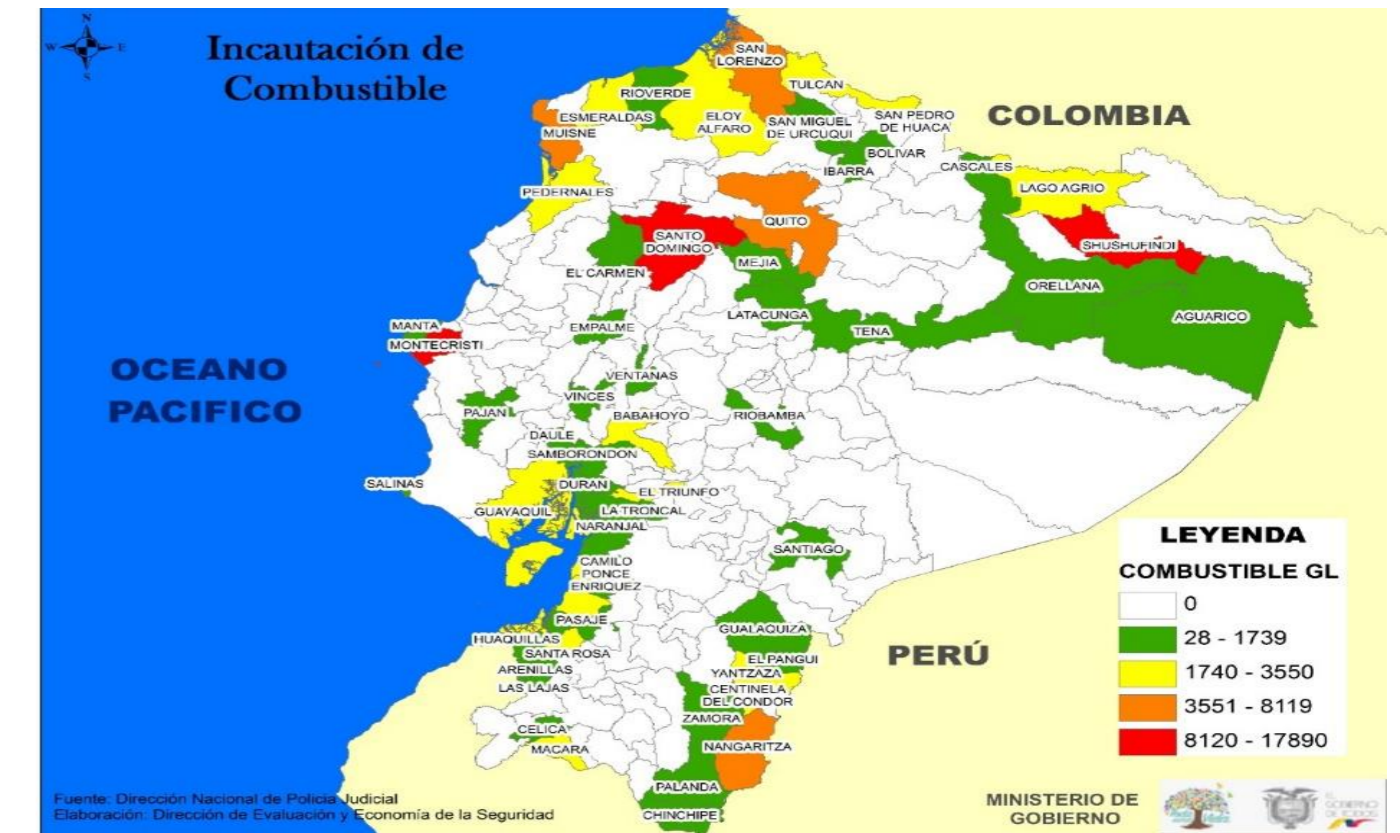 N
W
E
S
Incautación de
Combustible
COLOMBIA
OCEANO
PACIFICO
PERÚ
SAN
LORENZO
TULCAN
RIOVERDE
ESMERALDAS
ELOY
ALFARO
SAN MIGUEL
DE URCUQUI
SAN PEDRO
DE HUACA
MUISNE
BOLIVAR
IBARRA
CASCALES
LAGO AGRIO
PEDERNALES
QUITO
SANTO
DOMINGO
SHUSHUFINDI
MEJIA
EL CARMEN
ORELLANA
LATACUNGA
AGUARICO
MANTA
EMPALME
TENA
MONTECRISTI
VENTANAS
VINCES
PAJAN
BABAHOYO
RIOBAMBA
DAULE
SAMBORONDON
SALINAS
DURAN
EL TRIUNFO
GUAYAQUIL
LA TRONCAL
NARANJAL
SANTIAGO
CAMILO
PONCE
ENRIQUEZ
PASAJE
GUALAQUIZA
HUAQUILLAS
SANTA ROSA
EL PANGUI
ARENILLAS
YANTZAZA
LAS LAJAS
CENTINELA
DEL CONDOR
ZAMORA
CELICA
MACARA
NANGARITZA
PALANDA
CHINCHIPE
LEYENDA
COMBUSTIBLE GL
0
28 - 1739
1740 - 3550
3551 - 8119
8120 - 17890
Fuente: Dirección Nacional de Policia Judicial
Elaboración: Dirección de Evaluación y Economía de la Seguridad
MINISTERIO DE
GOBIERNO
EL
GOBIERNO
DE TODOS